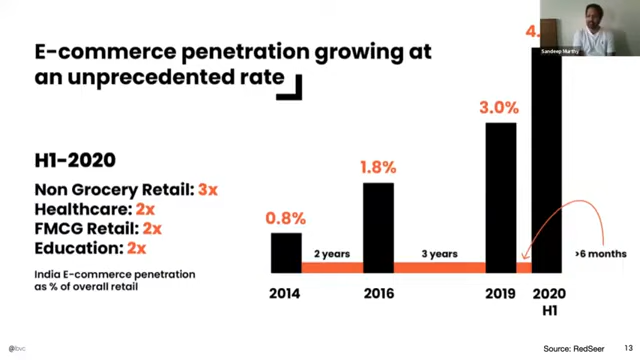 E-commerce penetration growing at
an unprecedented rate
Sandeep Murthy
H1-2020
Non Grocery Retail: 3x
Healthcare: 2x
FMCG Retail: 2x
Education: 2x
India E-commerce penetration
as % of overall retail
4.
3.0%
1.8%
0.8%
2 years
3 years
>6 months
2014
2016
2019
2020
H1
@lbvc
Source: RedSeer
13